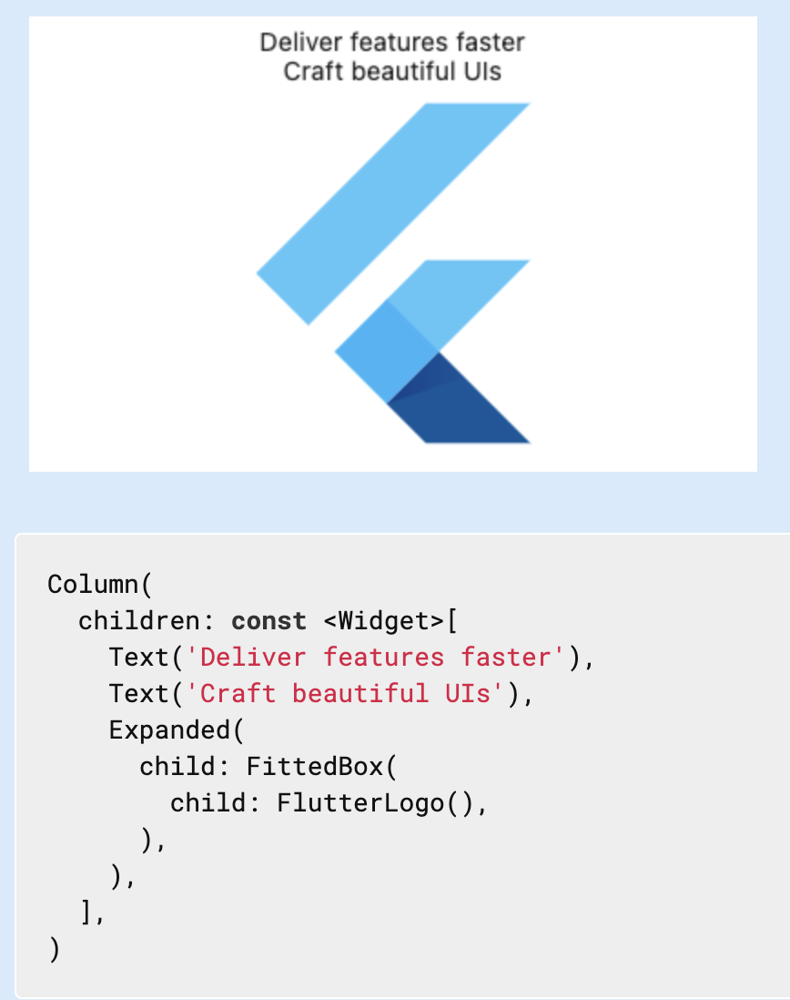 Deliver features faster
Craft beautiful UIs
Column(
  children: const <Widget>[
    Text('Deliver features faster'),
    Text('Craft beautiful UIs'),
    Expanded(
      child: FittedBox(
        child: FlutterLogo(),
      ),
    ),
  ],
)